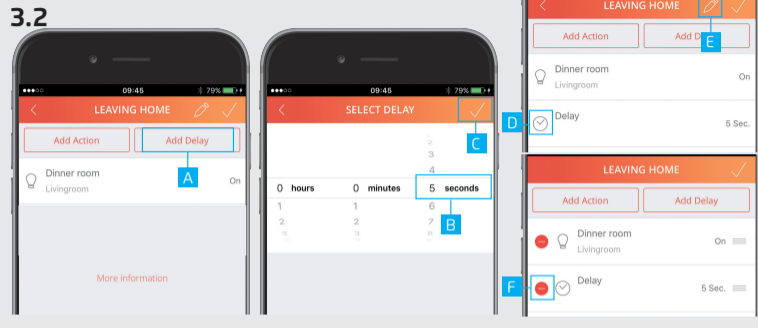 3.2
09:45
79%
LEAVING HOME
Add Action
Add Delay
A
Dinner room
Livingroom
On
More information
09:45
79%
SELECT DELAY
C
3
4
0 hours
0 minutes
5 seconds
1
1
6
2
2
7
B
LEAVING HOME
E
Add Action
Add D
Dinner room
Livingroom
On
D
Delay
5 Sec.
LEAVING HOME
Add Action
Add Delay
Dinner room
Livingroom
On
F
Delay
5 Sec.